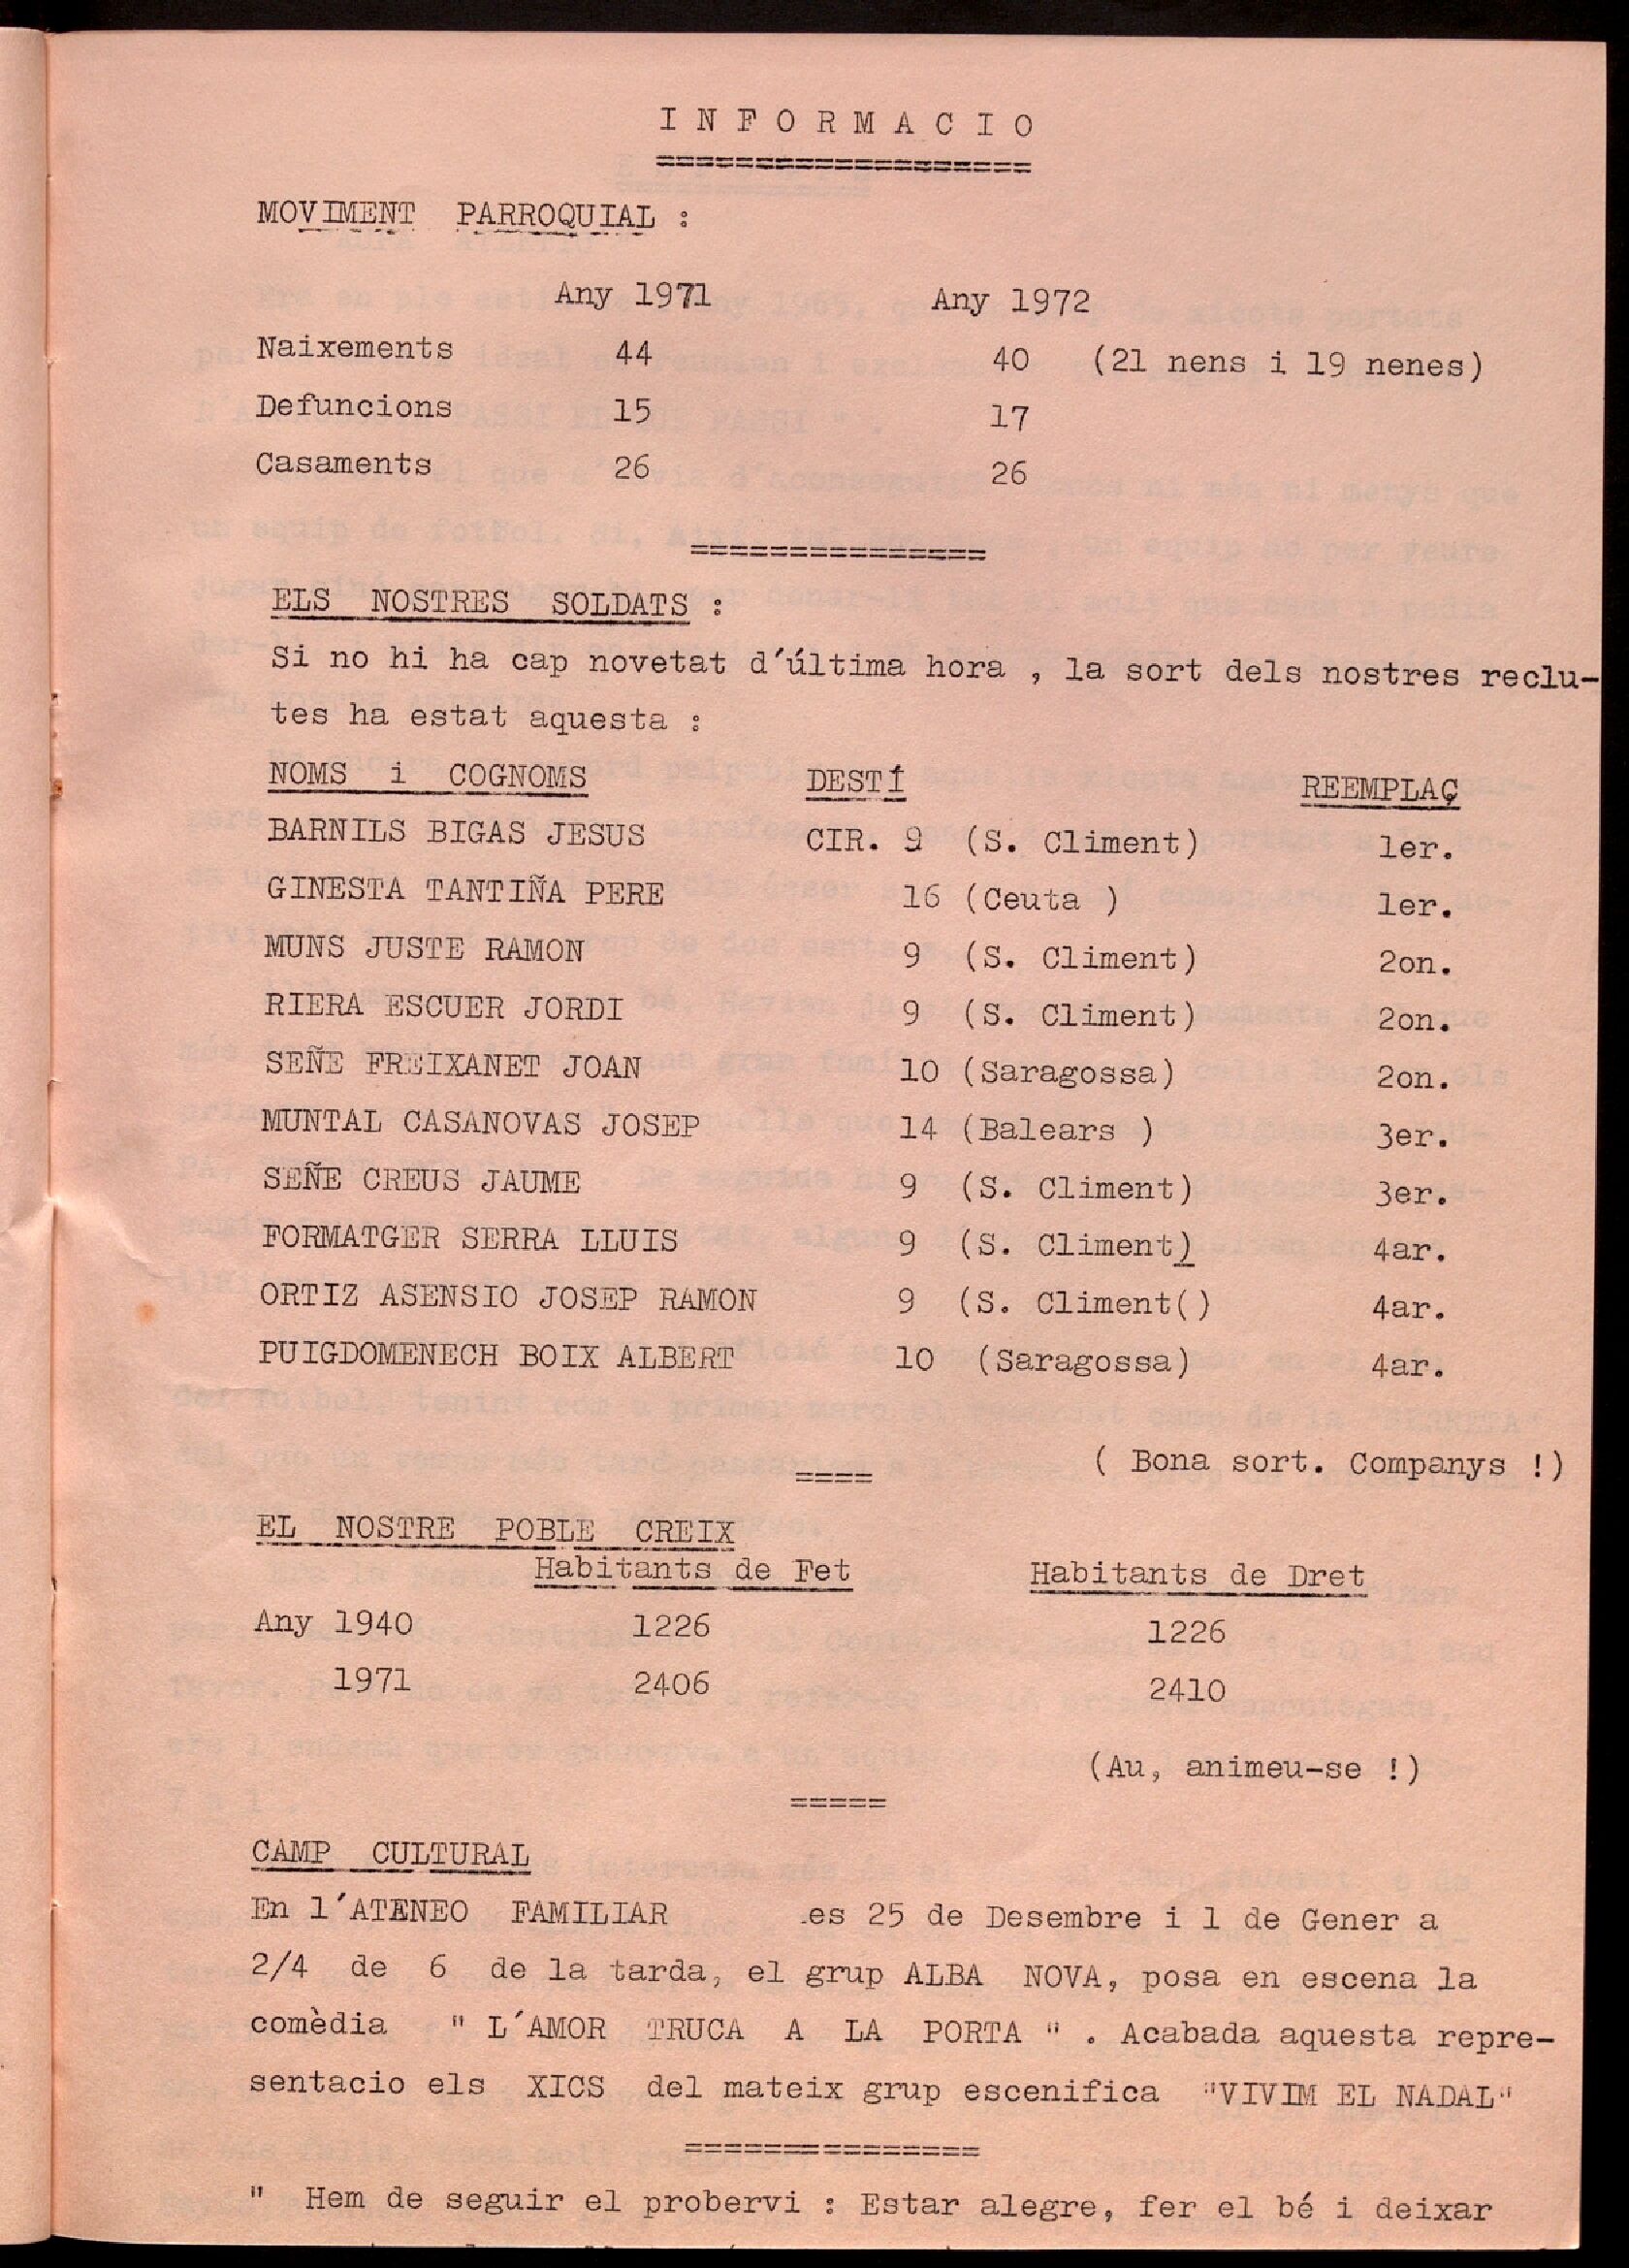 I N F O R M A C I O
===================
MOVIMENT PARROQUIAL :
Any 1971 Any 1972
Naixements 44 40 (21 nens i 19 nenes)
Defuncions 15 17
Casaments 26 26
===============
ELS NOSTRES SOLDATS :
Si no hi ha cap novetat d´última hora , la sort dels nostres reclu-
tes ha estat aquesta :
NOMS i COGNOMS DESTÍ REEMPLAÇ
BARNILS BIGAS JESUS CIR. 9 (S. Climent) 1er.
GINESTA TANTIÑA PERE 16 (Ceuta ) 1er.
MUNS JUSTE RAMON 9 (S. Climent) 2on.
RIERA ESCUER JORDI 9 (S. Climent) 2on.
SEÑE FREIXANET JOAN 10 (Saragossa) 2on.
MUNTAL CASANOVAS JOSEP 14 (Balears ) 3er.
SEÑE CREUS JAUME 9 (S. Climent) 3er.
FORMATGER SERRA LLUIS 9 (S. Climent) 4ar.
ORTIZ ASENSIO JOSEP RAMON 9 (S. Climent() 4ar.
PUIGDOMENECH BOIX ALBERT 10 (Saragossa) 4ar.
==== ( Bona sort. Companys !)
EL NOSTRE POBLE CREIX
Habitants de Fet Habitants de Dret
Any 1940 1226 1226
1971 2406 2410
(Au, animeu-se !)
=====
CAMP CULTURAL
En l´ATENEO FAMILIAR es 25 de Desembre i 1 de Gener a
2/4 de 6 de la tarda, el grup ALBA NOVA, posa en escena la
comèdia " L´AMOR TRUCA A LA PORTA " . Acabada aquesta repre-
sentacio els XICS del mateix grup escenifica "VIVIM EL NADAL"
===============
" Hem de seguir el probervi : Estar alegre, fer el bé i deixar